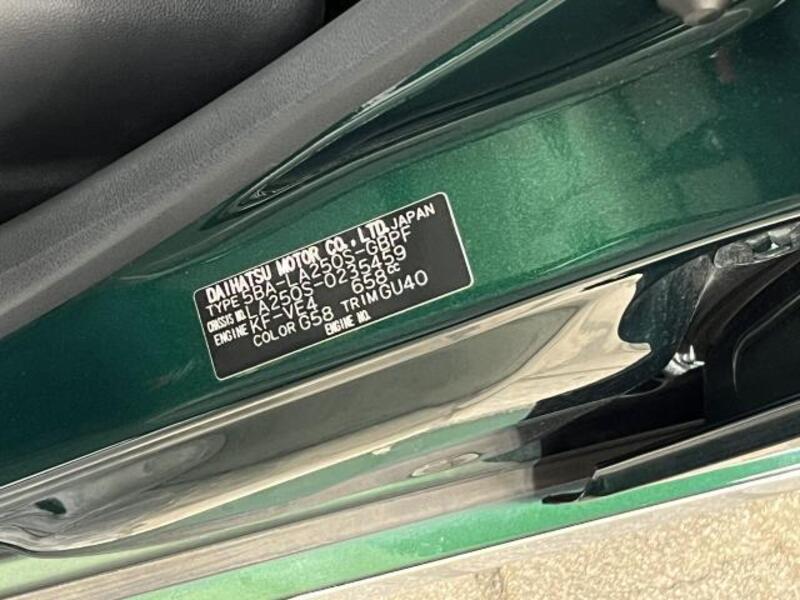 DAIHATSU MOTOR CO., LTD. JAPAN
TYPE 5BA-LA250S-GBPF
CHASSIS NO. LA250S-0235459
ENGINE KF-VE4 658cc
COLOR G58 TRIM GU40
ENGINE NO.